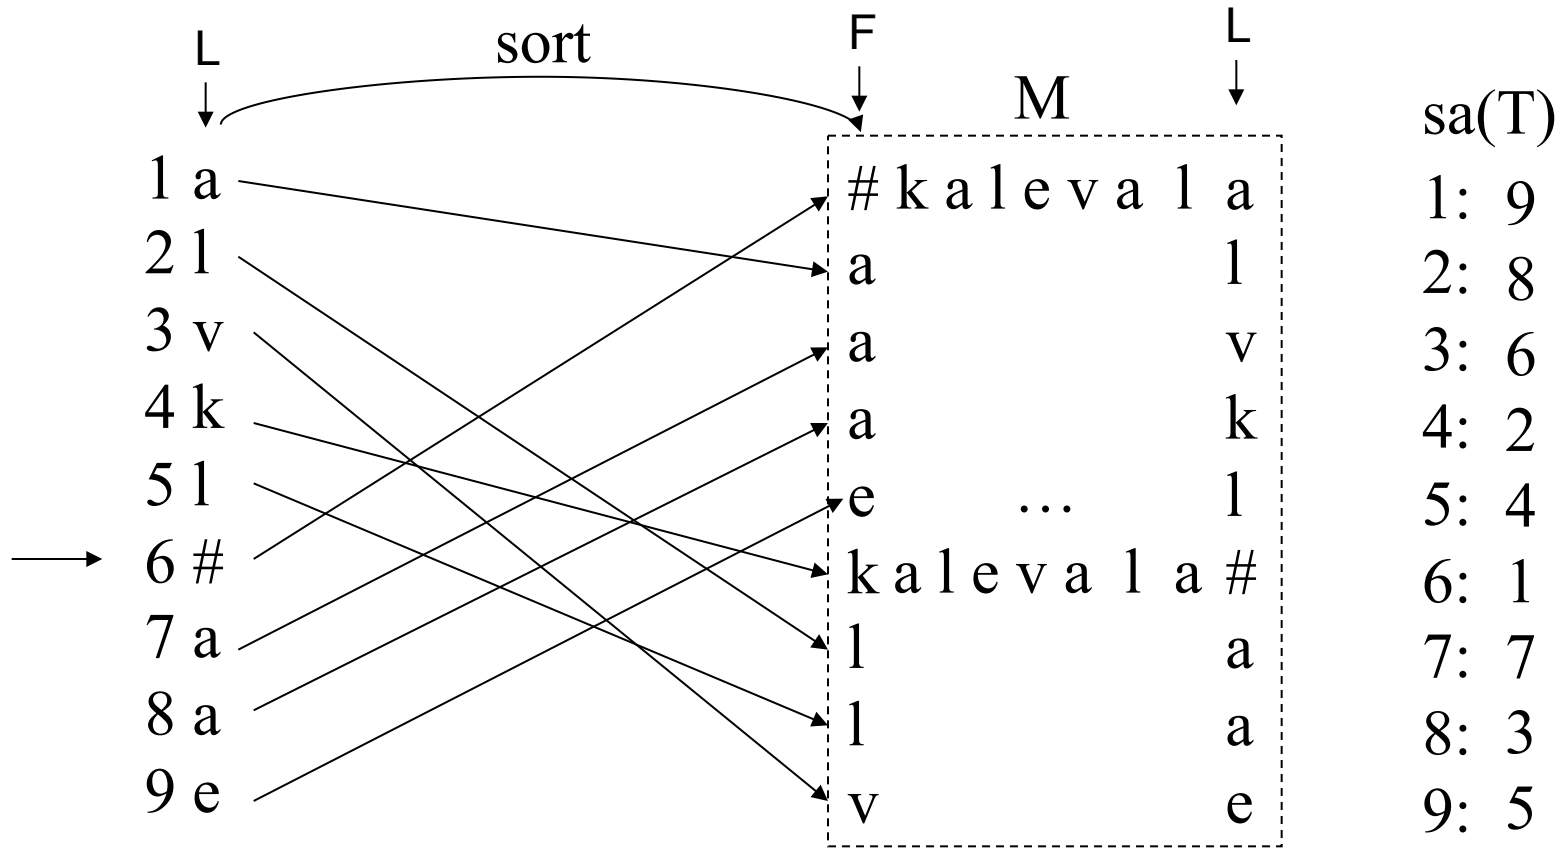 L sort F L
M
sa(T)
1 a # k a l e v a l a 1: 9
2 l a l 2: 8
3 v a v 3: 6
4 k a k 4: 2
5 l e … l 5: 4
6 # k a l e v a l a # 6: 1
7 a l a 7: 7
8 a l a 8: 3
9 e v e 9: 5